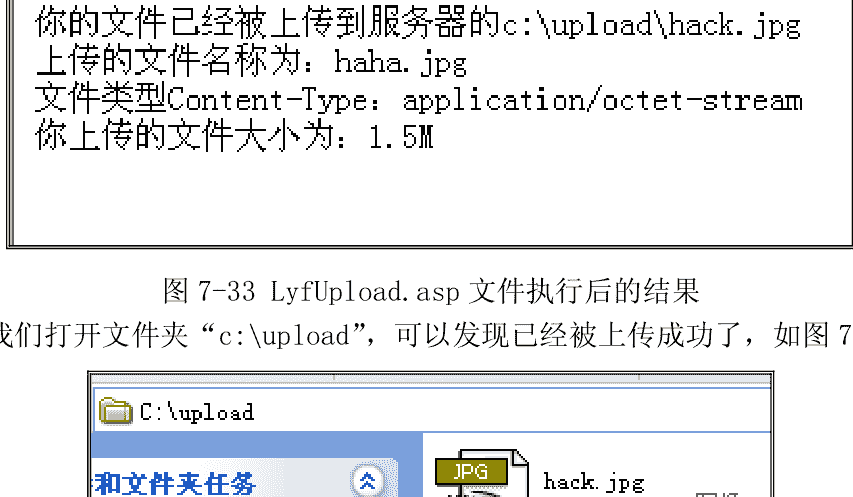 你的文件已经被上传到服务器的c:\upload\hack.jpg
上传的文件名称为：haha.jpg
文件类型Content-Type：application/octet-stream
你上传的文件大小为：1.5M
图 7-33 LyfUpload.asp 文件执行后的结果
我们打开文件夹“c:\upload”，可以发现已经被上传成功了，如图 7
C:\upload
和文件夹任务
JPG
hack.jpg